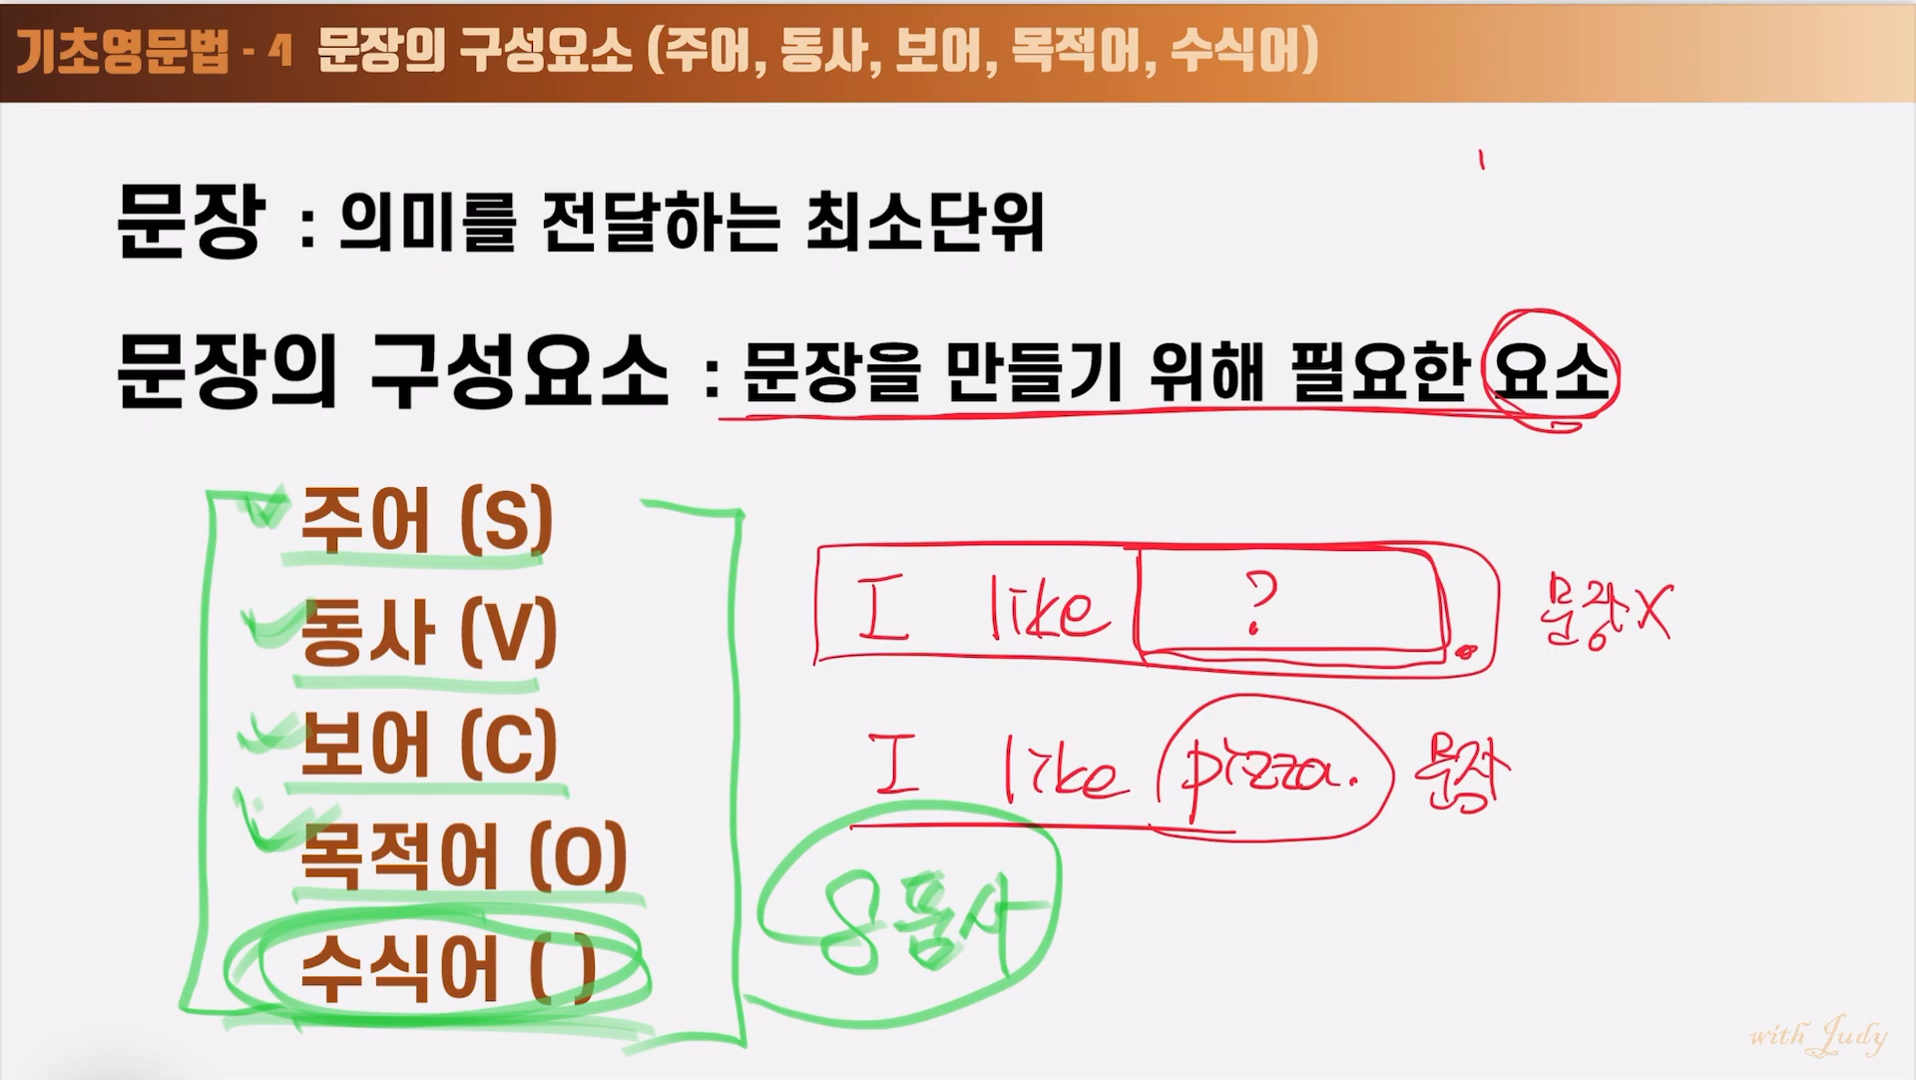 기초영문법 - 4 문장의 구성요소 (주어, 동사, 보어, 목적어, 수식어)
문장 : 의미를 전달하는 최소단위
문장의 구성요소 : 문장을 만들기 위해 필요한 요소
주어 (S)
동사 (V)
보어 (C)
목적어 (O)
수식어 ( )
I like ? . 문장 X
I like pizza. 문장
8품사
with Judy